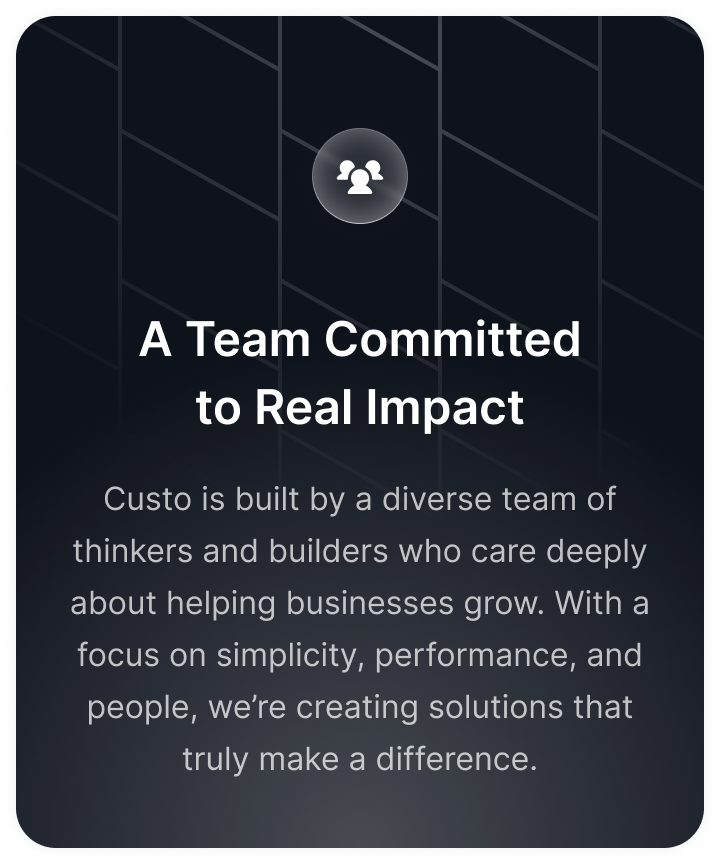 A Team Committed
to Real Impact
Custo is built by a diverse team of
thinkers and builders who care deeply
about helping businesses grow. With a
focus on simplicity, performance, and
people, we’re creating solutions that
truly make a difference.